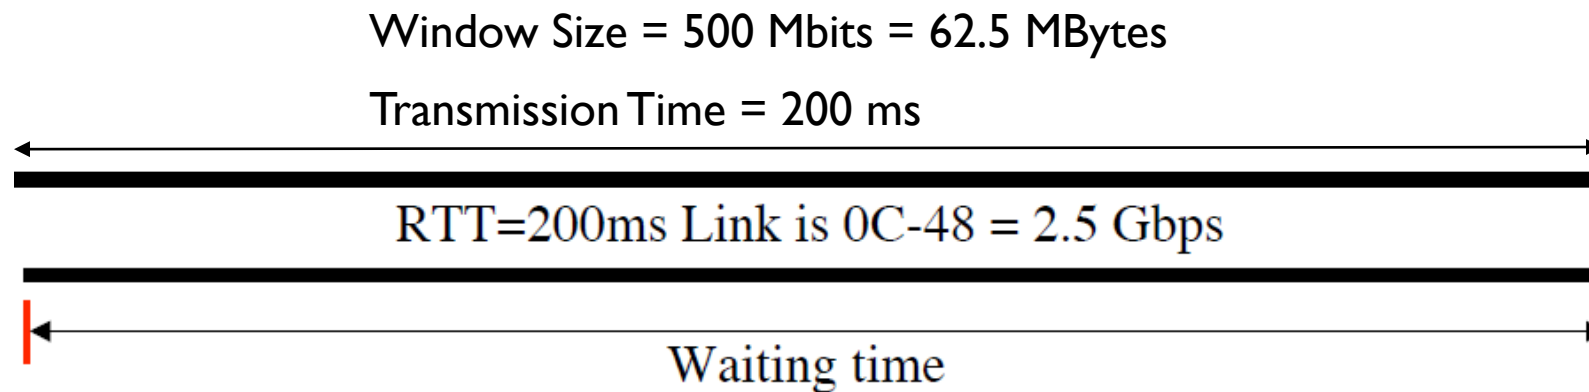 Window Size = 500 Mbits = 62.5 MBytes
Transmission Time = 200 ms
RTT=200ms Link is 0C-48 = 2.5 Gbps
Waiting time